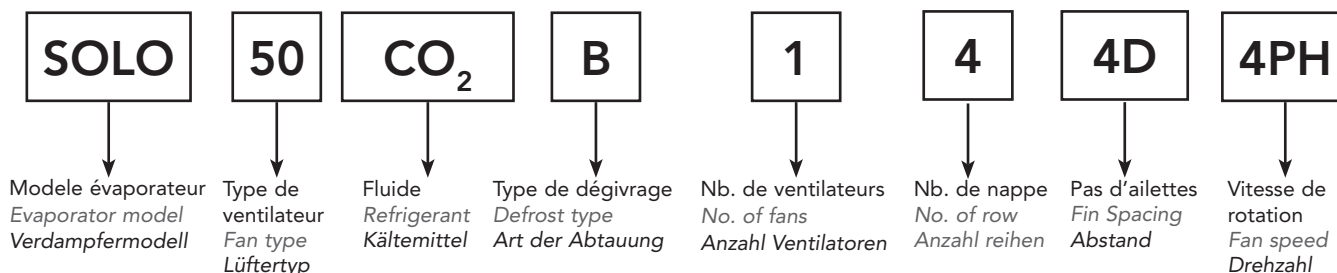 SOLO 50 CO₂ B 1 4 4D 4PH
Modele évaporateur
Evaporator model
Verdampfermodell
Type de
ventilateur
Fan type
Lüftertyp
Fluide
Refrigerant
Kältemittel
Type de dégivrage
Defrost type
Art der Abtauung
Nb. de ventilateurs
No. of fans
Anzahl Ventilatoren
Nb. de nappe
No. of row
Anzahl reihen
Pas d'ailettes
Fin Spacing
Abstand
Vitesse de
rotation
Fan speed
Drehzahl